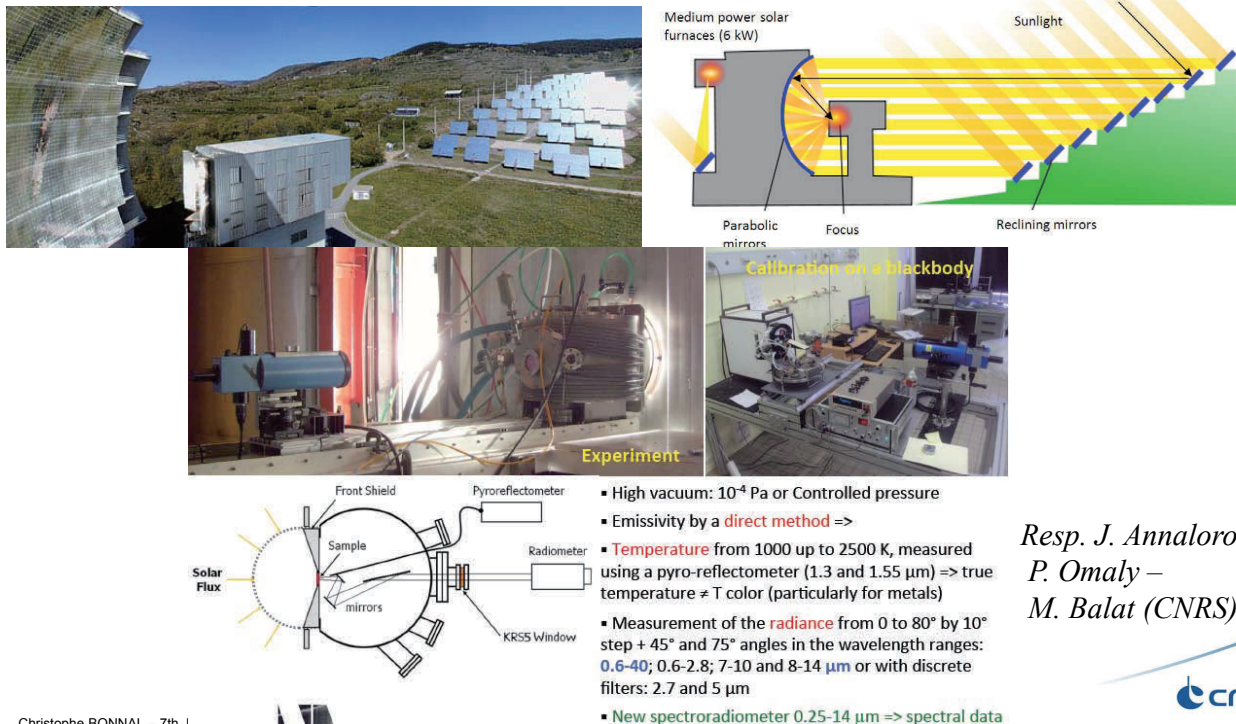 Medium power solar
furnaces (6 kW)
Sunlight
Parabolic
mirrors
Focus
Reclining mirrors
Calibration on a blackbody
Experiment
Front Shield
Pyroreflectometer
Sample
Radiometer
Solar
Flux
mirrors
KRS5 Window
▪ High vacuum: 10⁻⁴ Pa or Controlled pressure
▪ Emissivity by a direct method =>
▪ Temperature from 1000 up to 2500 K, measured
using a pyro-reflectometer (1.3 and 1.55 µm) => true
temperature ≠ T color (particularly for metals)
▪ Measurement of the radiance from 0 to 80° by 10°
step + 45° and 75° angles in the wavelength ranges:
0.6-40; 0.6-2.8; 7-10 and 8-14 µm or with discrete
filters: 2.7 and 5 µm
▪ New spectroradiometer 0.25-14 µm => spectral data
Resp. J. Annaloro
P. Omaly –
M. Balat (CNRS)
Christophe BONNAL – 7th